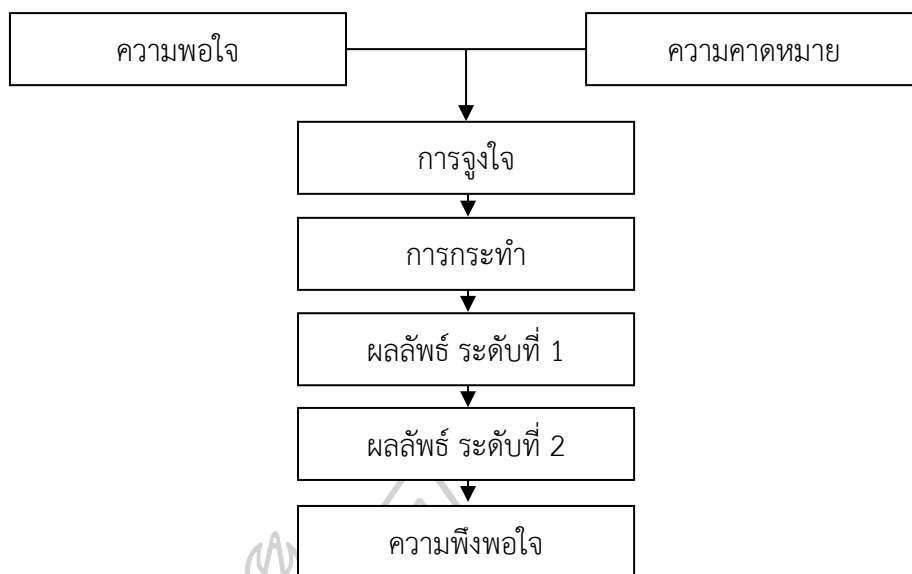 ความพอใจ
ความคาดหมาย
การจูงใจ
การกระทำ
ผลลัพธ์ ระดับที่ 1
ผลลัพธ์ ระดับที่ 2
ความพึงพอใจ